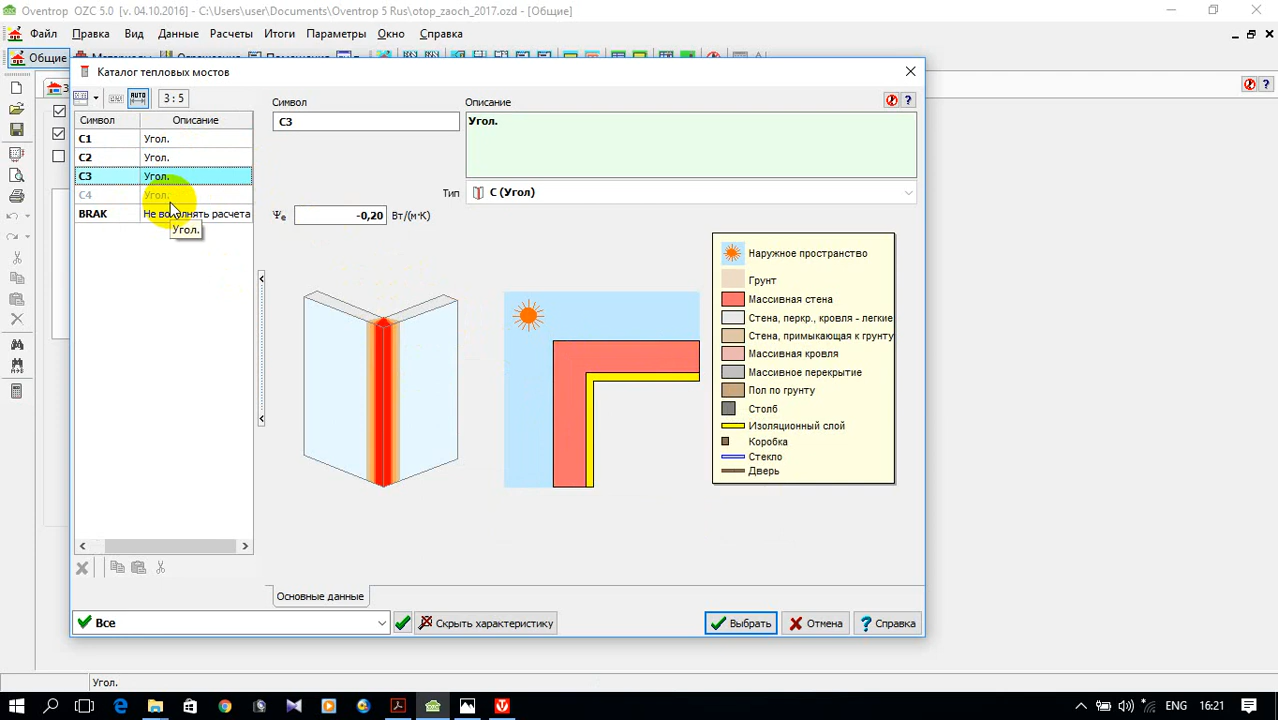 Oventrop OZC 5.0 [v. 04.10.2016] - C:\Users\user\Documents\Oventrop 5 Rus\otop_zaoch_2017.ozd - [Общие]
Файл Правка Вид Данные Расчеты Итоги Параметры Окно Справка
Общие
Каталог тепловых мостов
AUTO 3 : 5
Символ Описание
C1 Угол.
C2 Угол.
C3 Угол.
C4 Угол.
BRAK Не выполнять расчета
Угол.
Символ
C3
Описание
Угол.
Тип C (Угол)
Ψe -0,20 Вт/(м·К)
Наружное пространство
Грунт
Массивная стена
Стена, перкр., кровля - легкие
Стена, примыкающая к грунту
Массивная кровля
Массивное перекрытие
Пол по грунту
Столб
Изоляционный слой
Коробка
Стекло
Дверь
Основные данные
Все Скрыть характеристику Выбрать Отмена Справка
Угол.
ENG 16:21